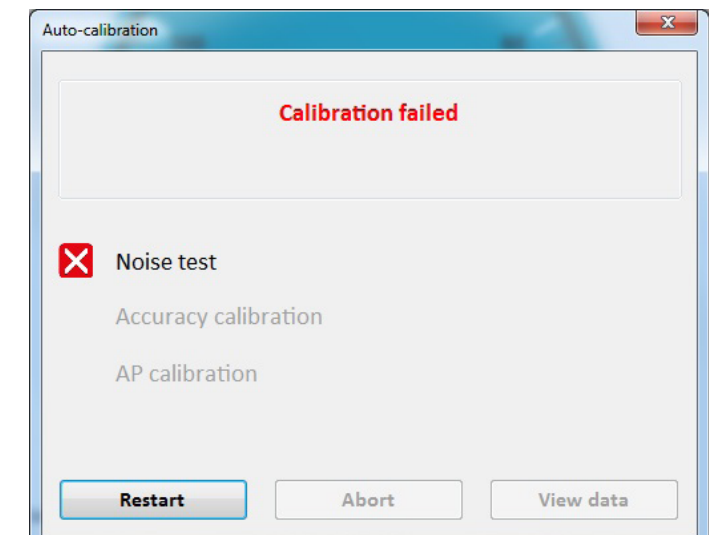 Auto-calibration
Calibration failed
Noise test
Accuracy calibration
AP calibration
Restart Abort View data